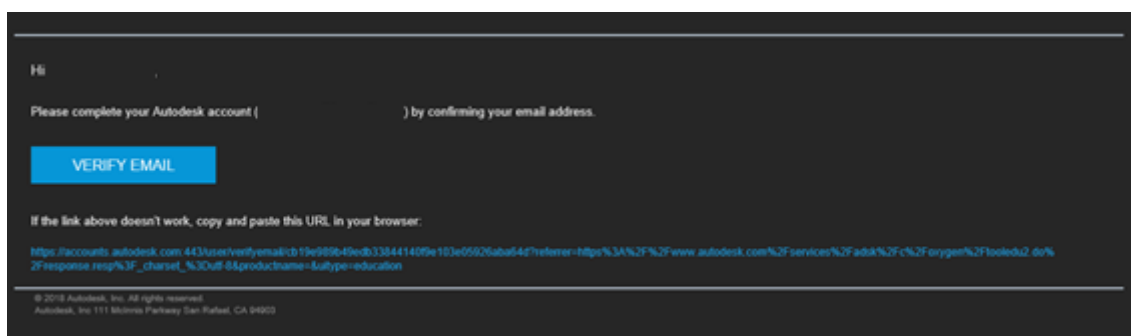 Hi ,
Please complete your Autodesk account ( ) by confirming your email address.
VERIFY EMAIL
If the link above doesn't work, copy and paste this URL in your browser:
https://accounts.autodesk.com:443/user/verifyemail/cb19e989b49edb33844140f9e103e05926aba64d?referrer=https%3A%2F%2Fwww.autodesk.com%2Fservices%2Fadsk%2Fc%2Foxygen%2Ftooledu2.do%
2Fresponse.resp%3F_charset_%3Dutf-8&productname=&uitype=education
© 2018 Autodesk, Inc. All rights reserved.
Autodesk, Inc 111 McInnis Parkway San Rafael, CA 94903